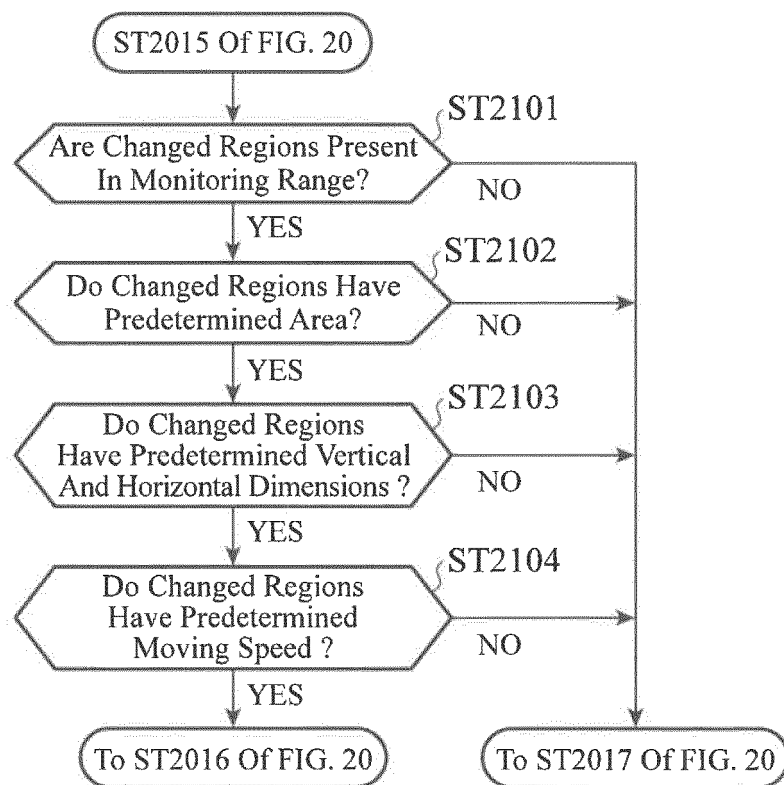 ST2015 Of FIG. 20
ST2101
Are Changed Regions Present
In Monitoring Range?
NO
YES
ST2102
Do Changed Regions Have
Predetermined Area?
NO
YES
ST2103
Do Changed Regions
Have Predetermined Vertical
And Horizontal Dimensions ?
NO
YES
ST2104
Do Changed Regions
Have Predetermined
Moving Speed ?
NO
YES
To ST2016 Of FIG. 20
To ST2017 Of FIG. 20